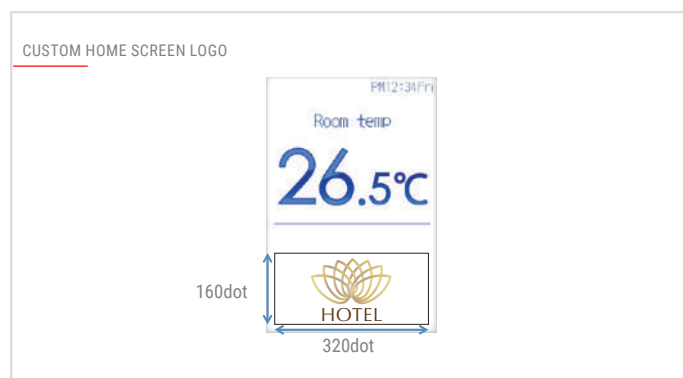 CUSTOM HOME SCREEN LOGO
PM12:34Fri
Room temp
26.5℃
160dot
HOTEL
320dot